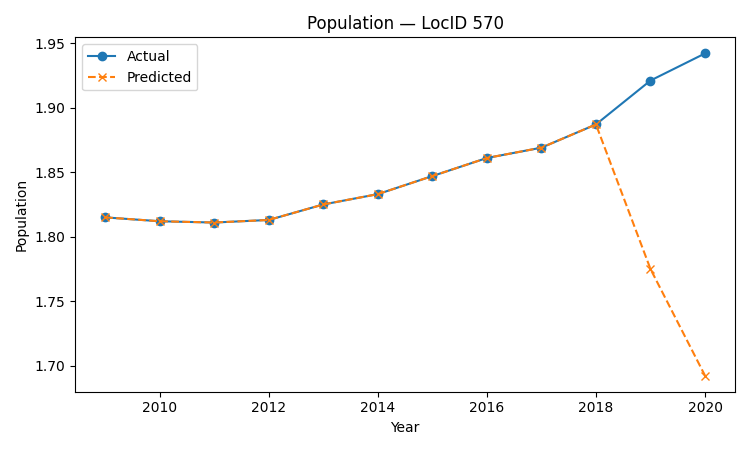 Population — LocID 570
Actual
Predicted
Population
1.95
1.90
1.85
1.80
1.75
1.70
2010 2012 2014 2016 2018 2020
Year